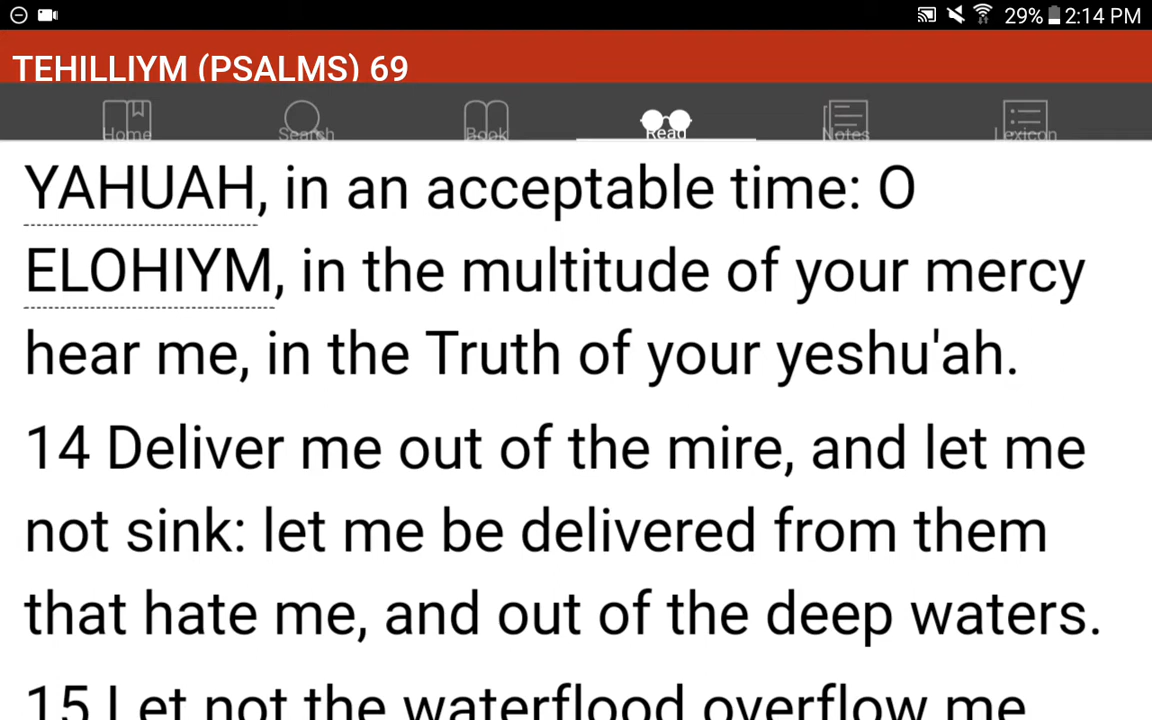 29% 2:14 PM
TEHILLIYM (PSALMS) 69
Home Search Book Read Notes Lexicon
YAHUAH, in an acceptable time: O
ELOHIYM, in the multitude of your mercy
hear me, in the Truth of your yeshu'ah.
14 Deliver me out of the mire, and let me
not sink: let me be delivered from them
that hate me, and out of the deep waters.
15 Let not the waterflood overflow me